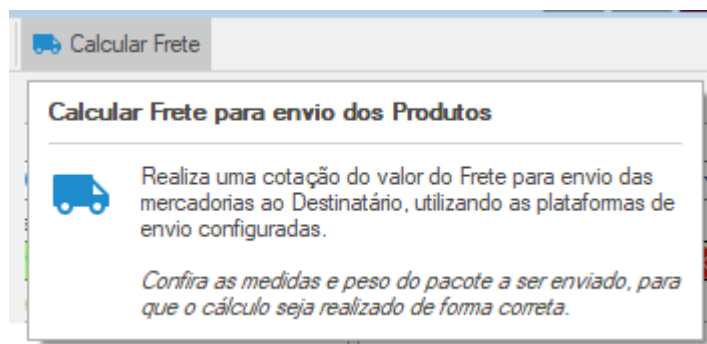 Calcular Frete
Calcular Frete para envio dos Produtos
Realiza uma cotação do valor do Frete para envio das
mercadorias ao Destinatário, utilizando as plataformas de
envio configuradas.
Confira as medidas e peso do pacote a ser enviado, para
que o cálculo seja realizado de forma correta.